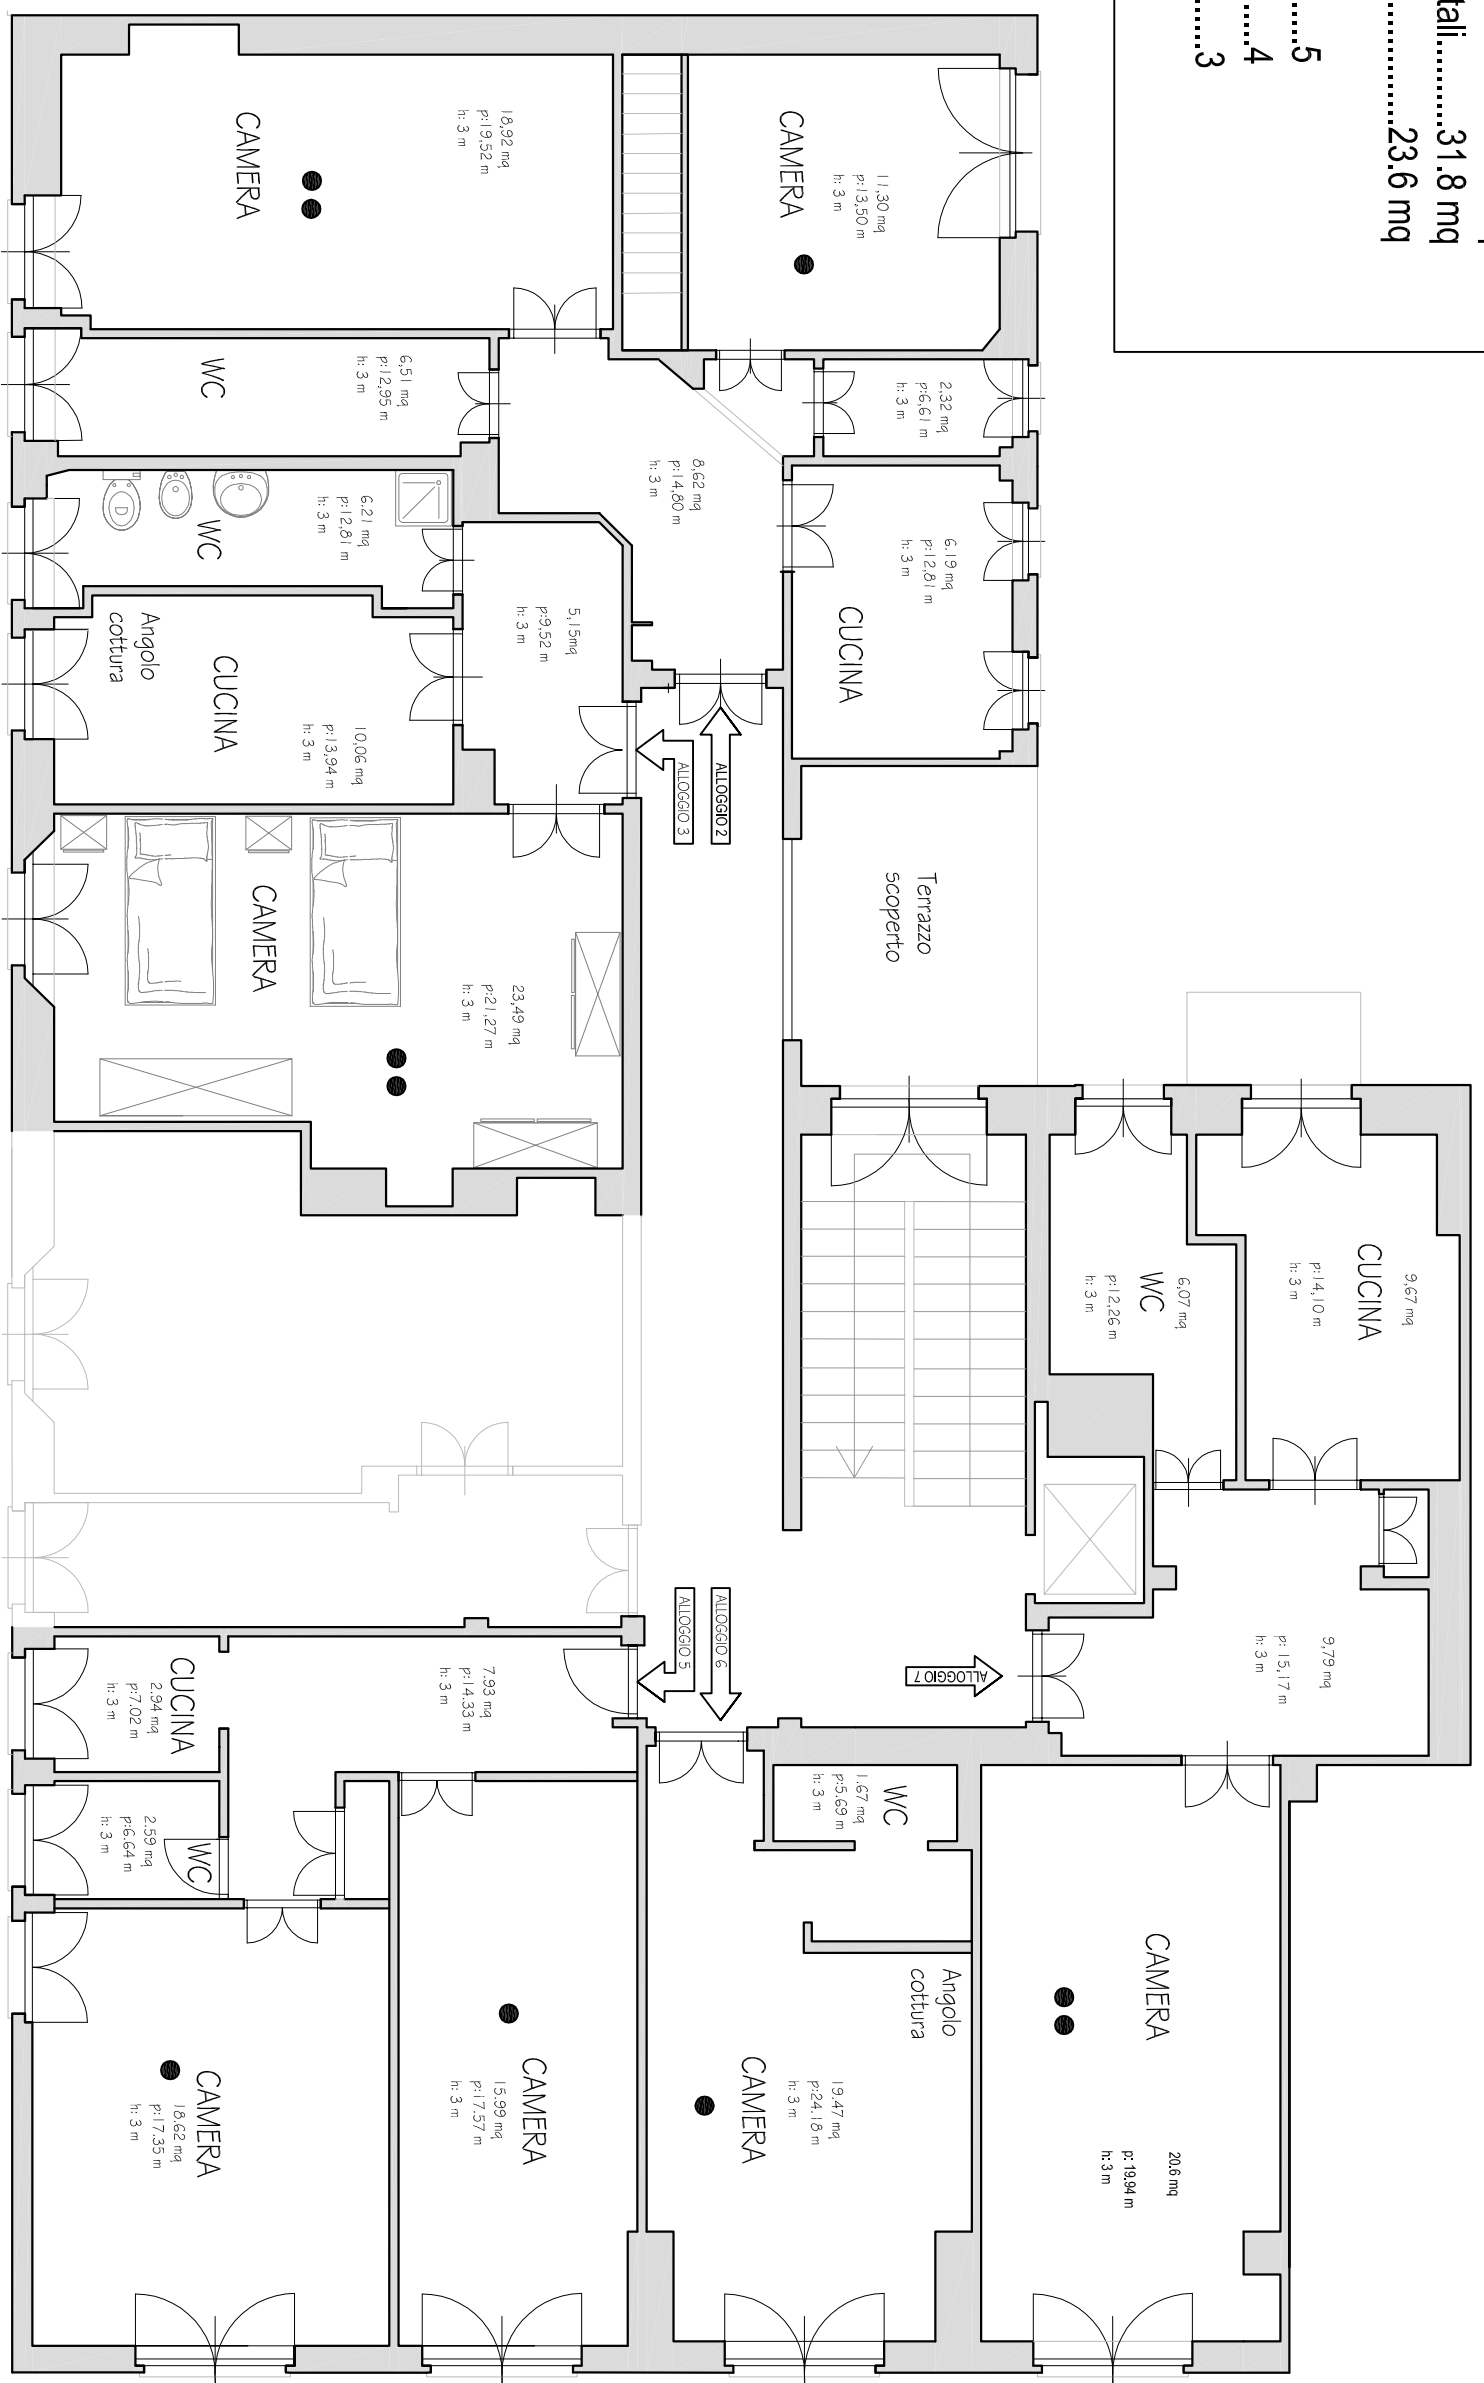 tali..........31.8 mq
................23.6 mq
.....5
.....4
......3
CAMERA
18,92 mq
p:19,52 m
h: 3 m
CAMERA
11,30 mq
p:13,50 m
h: 3 m
WC
6,51 mq
p:12,95 m
h: 3 m
2,32 mq
p:6,61 m
h: 3 m
8,62 mq
p:14,80 m
h: 3 m
WC
6.21 mq
p:12,81 m
h: 3 m
CUCINA
6.19 mq
p:12,81 m
h: 3 m
5,15mq
p:9,52 m
h: 3 m
Angolo
cottura
CUCINA
10,06 mq
p:13,94 m
h: 3 m
ALLOGGIO 2
ALLOGGIO 3
Terrazzo
scoperto
CAMERA
23,49 mq
p:21,27 m
h: 3 m
CUCINA
9,67 mq
p:14,10 m
h: 3 m
WC
6,07 mq
p:12,26 m
h: 3 m
ALLOGGIO 6
ALLOGGIO 5
ALLOGGIO 7
9,79 mq
p: 15,17 m
h: 3 m
CUCINA
2.94 mq
p:7.02 m
h: 3 m
7.93 mq
p:14.33 m
h: 3 m
WC
2.59 mq
p:6.64 m
h: 3 m
WC
1.67 mq
p:5.69 m
h: 3 m
Angolo
cottura
CAMERA
20.6 mq
p: 19.94 m
h: 3 m
CAMERA
19.47 mq
p:24.18 m
h: 3 m
CAMERA
15.99 mq
p:17.57 m
h: 3 m
CAMERA
18.62 mq
p:17.35 m
h: 3 m